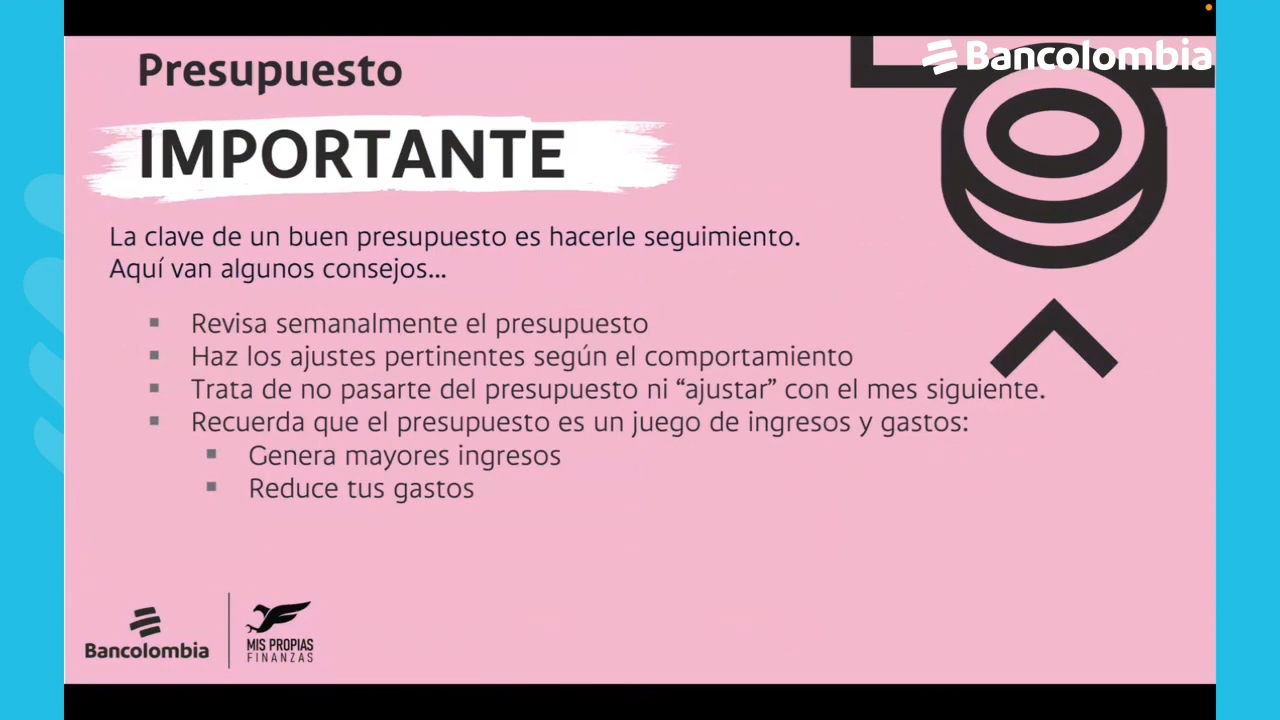 Bancolombia
Presupuesto
IMPORTANTE
La clave de un buen presupuesto es hacerle seguimiento.
Aquí van algunos consejos...
▪ Revisa semanalmente el presupuesto
▪ Haz los ajustes pertinentes según el comportamiento
▪ Trata de no pasarte del presupuesto ni “ajustar” con el mes siguiente.
▪ Recuerda que el presupuesto es un juego de ingresos y gastos:
▪ Genera mayores ingresos
▪ Reduce tus gastos
Bancolombia
MIS PROPIAS
FINANZAS